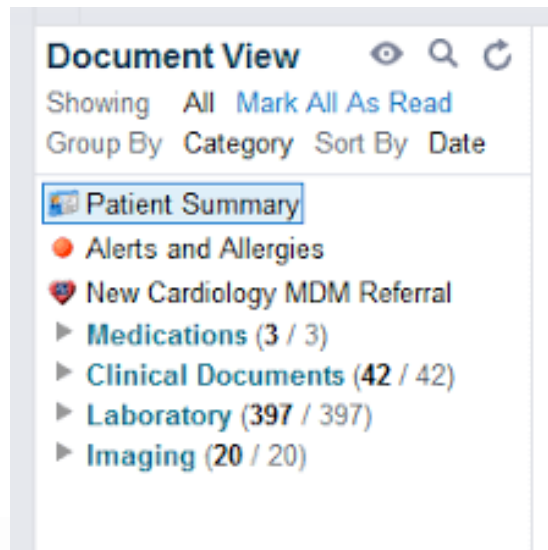 Document View
Showing All Mark All As Read
Group By Category Sort By Date
Patient Summary
Alerts and Allergies
New Cardiology MDM Referral
Medications (3 / 3)
Clinical Documents (42 / 42)
Laboratory (397 / 397)
Imaging (20 / 20)